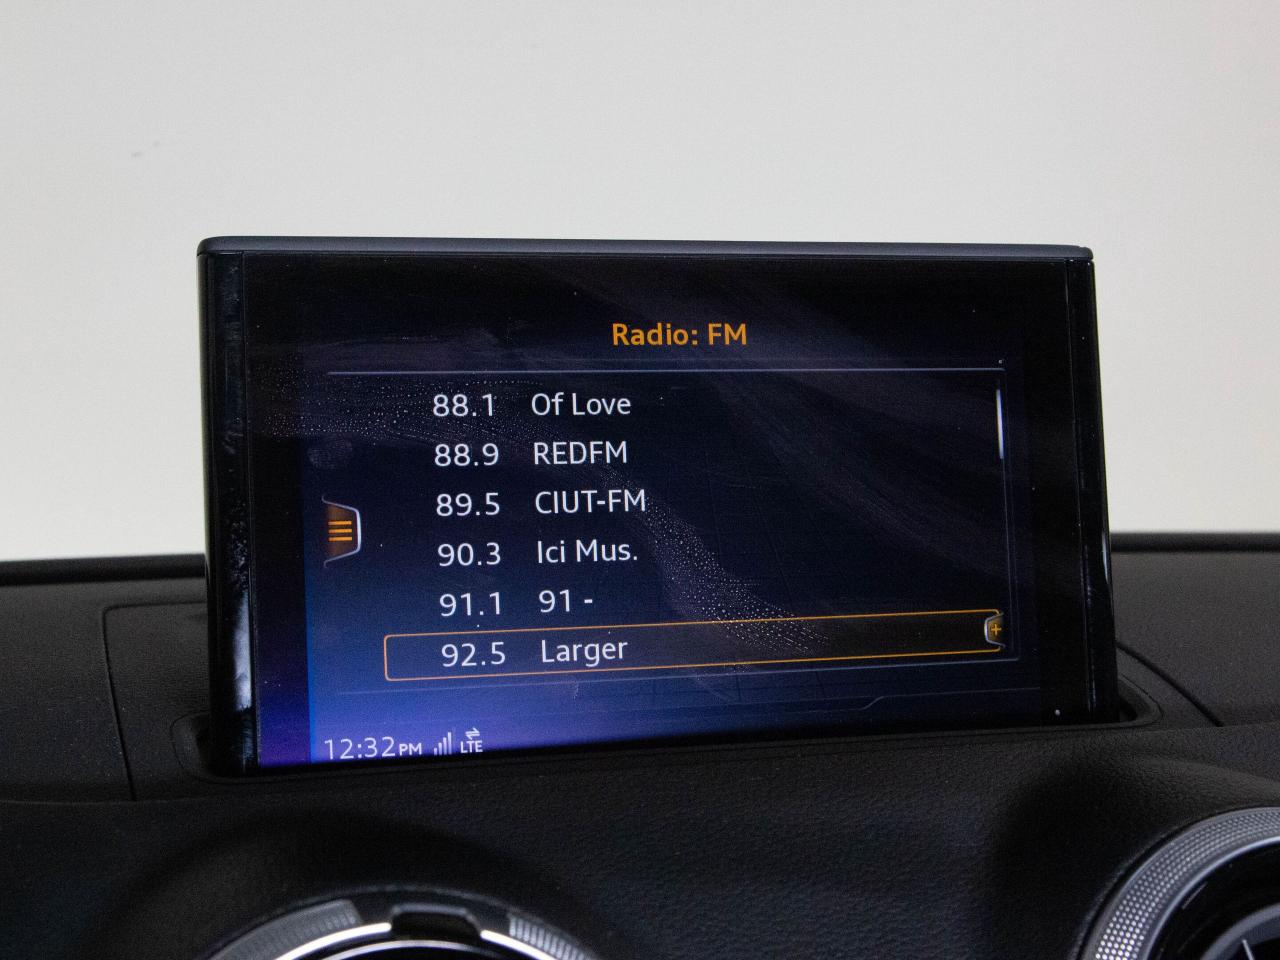 Radio: FM
88.1 Of Love
88.9 REDFM
89.5 CIUT-FM
90.3 Ici Mus.
91.1 91 -
92.5 Larger
12:32PM LTE